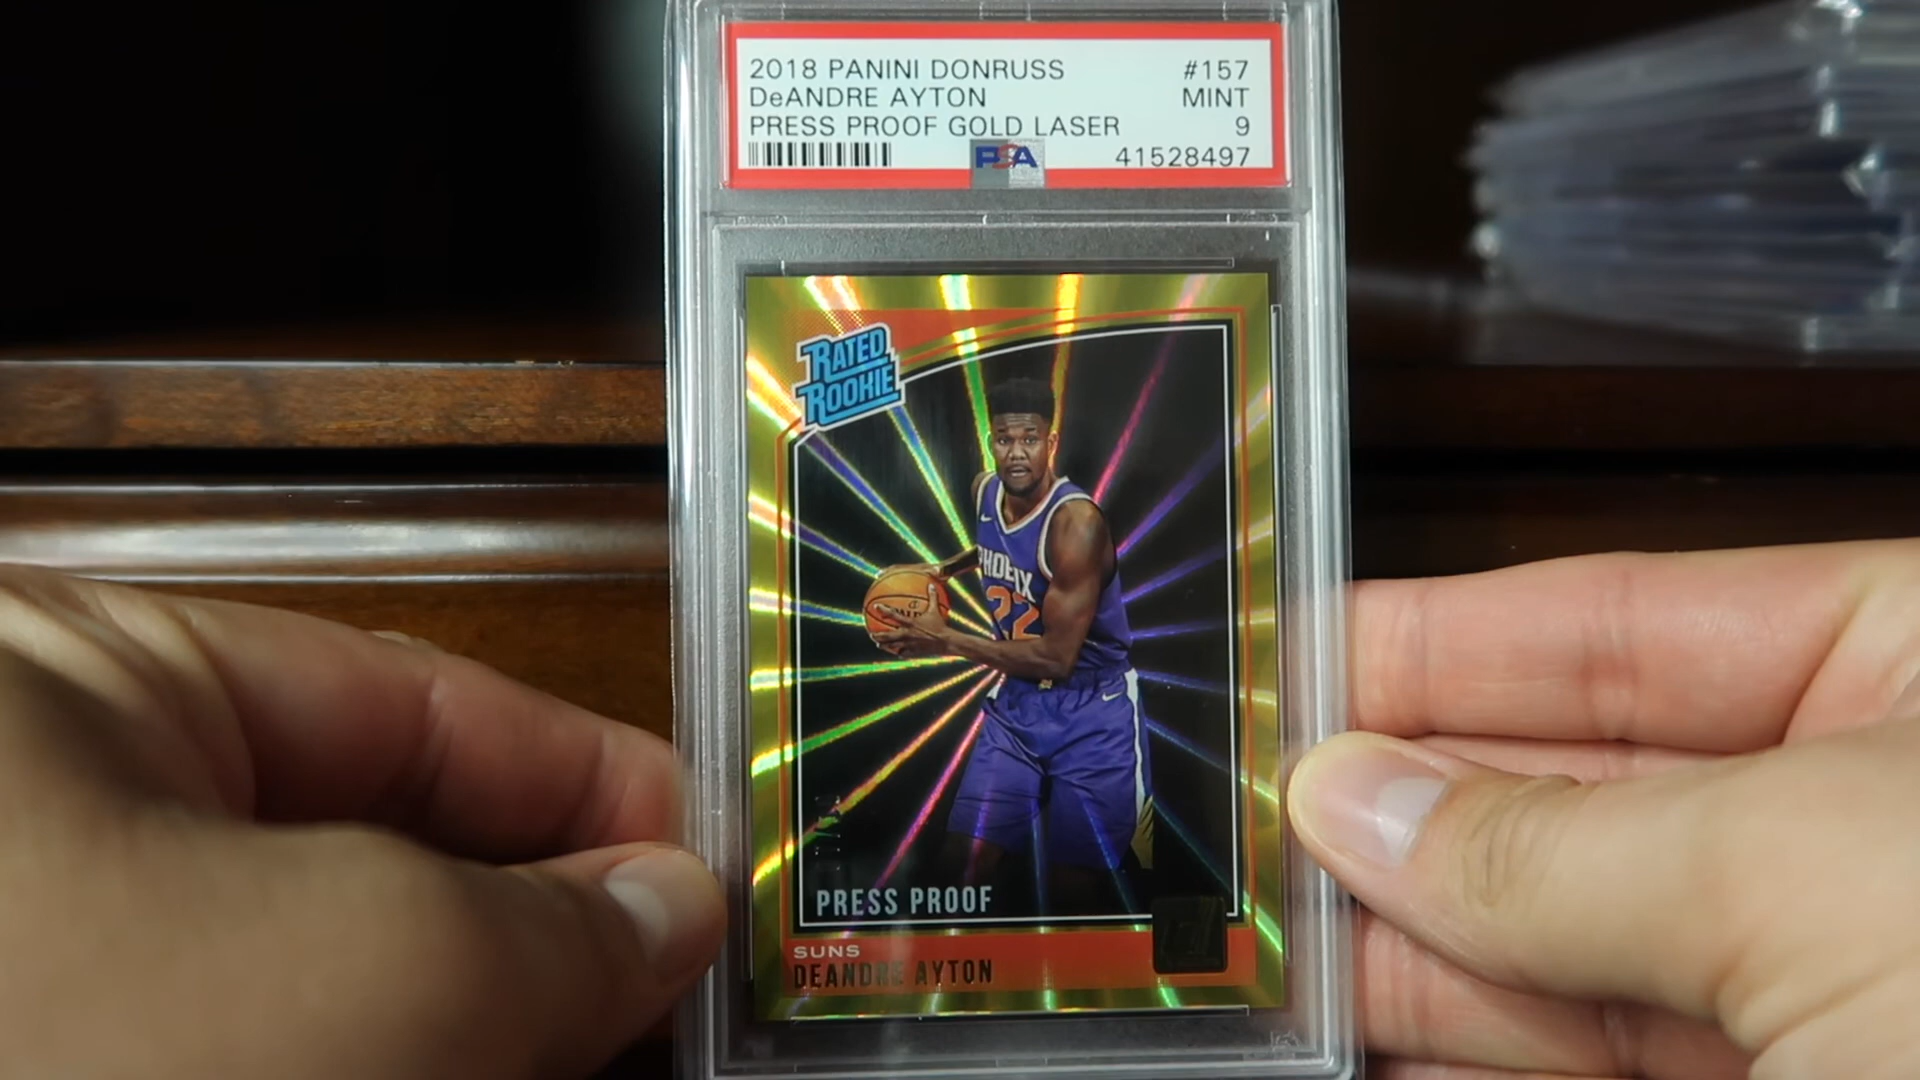 2018 PANINI DONRUSS #157
DeANDRE AYTON MINT
PRESS PROOF GOLD LASER 9
PSA 41528497
RATED
ROOKIE
PHOENIX
22
PRESS PROOF
SUNS
DEANDRE AYTON